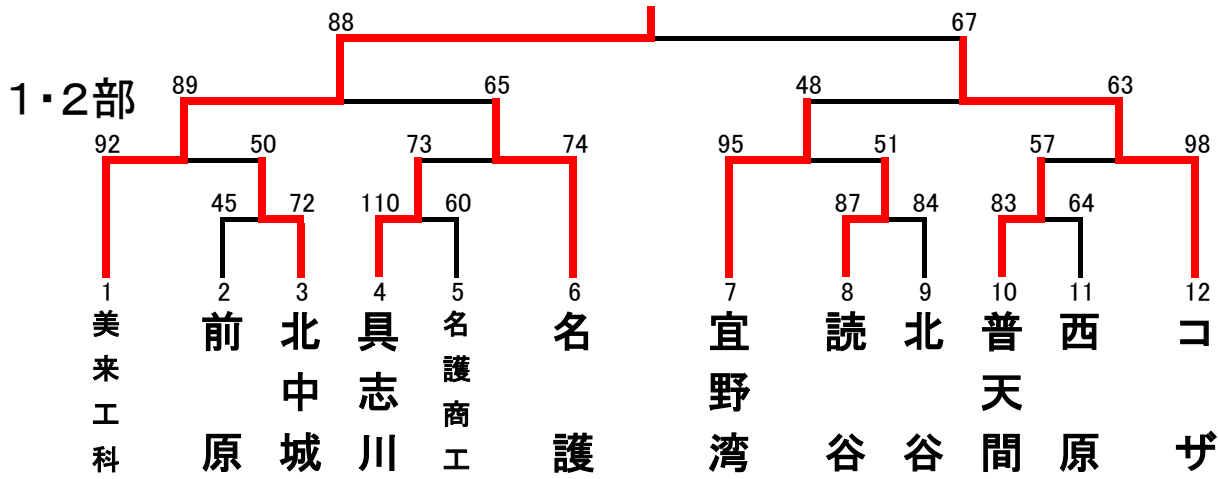 88 67
1・2部
89 65 48 63
92 50 73 74 95 51 57 98
45 72 110 60 87 84 83 64
1 2 3 4 5 6 7 8 9 10 11 12
美来工科
前原
北中城
具志川
名護商工
名護
宜野湾
読谷
北谷
普天間
西原
コザ